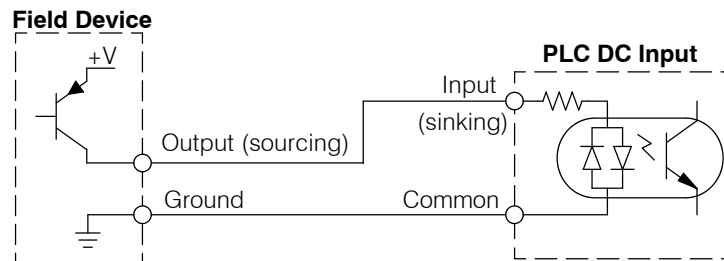 Field Device
+V
PLC DC Input
Input
(sinking)
Output (sourcing)
Ground
Common